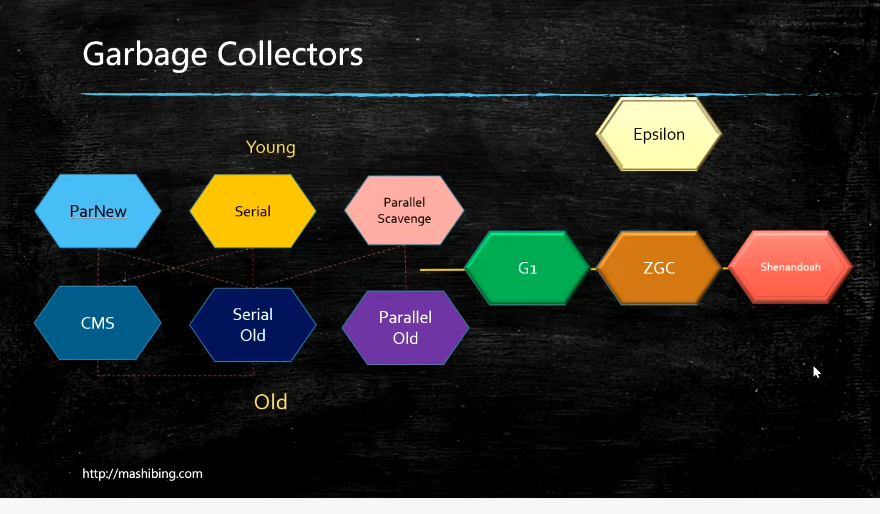 Garbage Collectors
Epsilon
Young
ParNew
Serial
Parallel
Scavenge
G1
ZGC
Shenandoah
CMS
Serial
Old
Parallel
Old
Old
http://mashibing.com